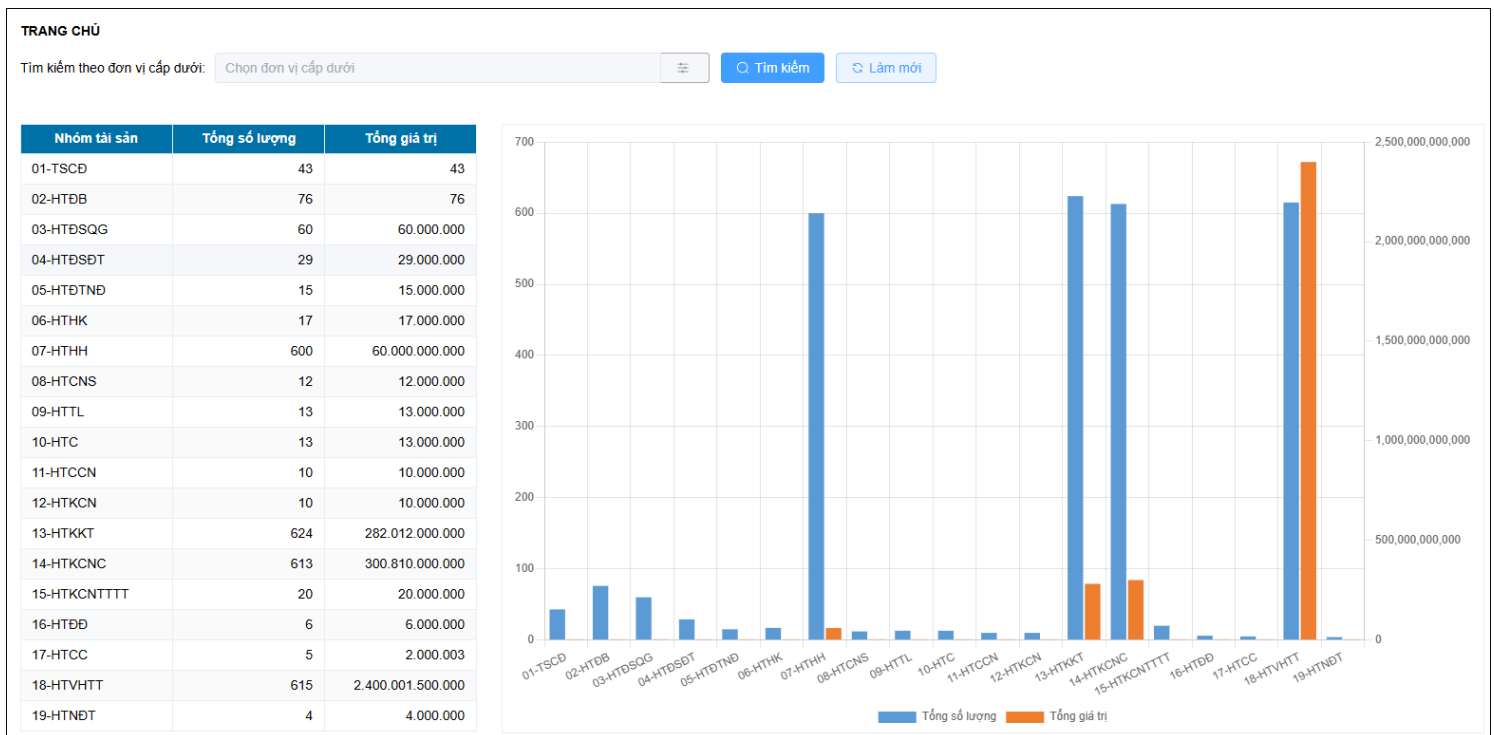 TRANG CHỦ
Tìm kiếm theo đơn vị cấp dưới: Chọn đơn vị cấp dưới Tìm kiếm Làm mới
Nhóm tài sản Tổng số lượng Tổng giá trị
01-TSCĐ 43 43
02-HTĐB 76 76
03-HTĐSQG 60 60.000.000
04-HTĐSĐT 29 29.000.000
05-HTĐTNĐ 15 15.000.000
06-HTHK 17 17.000.000
07-HTHH 600 60.000.000.000
08-HTCNS 12 12.000.000
09-HTTL 13 13.000.000
10-HTC 13 13.000.000
11-HTCCN 10 10.000.000
12-HTKCN 10 10.000.000
13-HTKKT 624 282.012.000.000
14-HTKCNC 613 300.810.000.000
15-HTKCNTTTT 20 20.000.000
16-HTĐĐ 6 6.000.000
17-HTCC 5 2.000.003
18-HTVHTT 615 2.400.001.500.000
19-HTNĐT 4 4.000.000
700 2,500,000,000,000
600
2,000,000,000,000
500
1,500,000,000,000
400
300
1,000,000,000,000
200
500,000,000,000
100
0 0
01-TSCĐ 02-HTĐB 03-HTĐSQG 04-HTĐSĐT 05-HTĐTNĐ 06-HTHK 07-HTHH 08-HTCNS 09-HTTL 10-HTC 11-HTCCN 12-HTKCN 13-HTKKT 14-HTKCNC 15-HTKCNTTTT 16-HTĐĐ 17-HTCC 18-HTVHTT 19-HTNĐT
Tổng số lượng Tổng giá trị